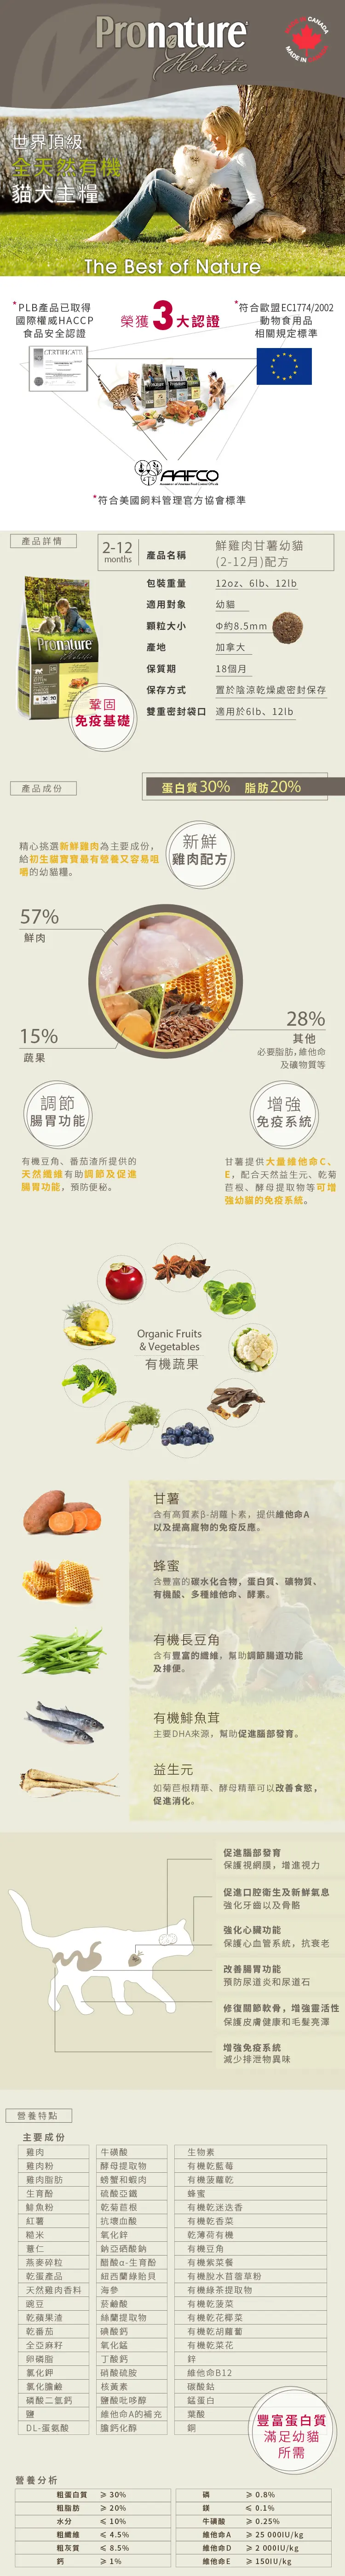 Pronature
Holistic
MADE IN CANADA
世界頂級
全天然有機
貓犬主糧
The Best of Nature
*PLB產品已取得
國際權威HACCP
食品安全認證
榮獲3大認證
*符合歐盟EC1774/2002
動物食用品
相關規定標準
CERTIFICATE
AAFCO
*符合美國飼料管理官方協會標準
產品詳情
2-12
months
產品名稱 鮮雞肉甘薯幼貓
(2-12月)配方
包裝重量 12oz、6lb、12lb
適用對象 幼貓
顆粒大小 Φ約8.5mm
產地 加拿大
保質期 18個月
保存方式 置於陰涼乾燥處密封保存
雙重密封袋口 適用於6lb、12lb
Pronature
Holistic
鞏固
免疫基礎
產品成份
蛋白質30% 脂肪20%
精心挑選新鮮雞肉為主要成份，
給初生貓寶寶最有營養又容易咀
嚼的幼貓糧。
新鮮
雞肉配方
57%
鮮肉
15%
蔬果
28%
其他
必要脂肪，維他命
及礦物質等
調節
腸胃功能
有機豆角、番茄渣所提供的
天然纖維有助調節及促進
腸胃功能，預防便秘。
增強
免疫系統
甘薯提供大量維他命C、
E，配合天然益生元、乾菊
苣根、酵母提取物等可增
強幼貓的免疫系統。
Organic Fruits
& Vegetables
有機蔬果
甘薯
含有高質素β-胡蘿卜素，提供維他命A
以及提高寵物的免疫反應。
蜂蜜
含豐富的碳水化合物，蛋白質、礦物質、
有機酸、多種維他命、酵素。
有機長豆角
含有豐富的纖維，幫助調節腸道功能
及排便。
有機鯡魚茸
主要DHA來源，幫助促進腦部發育。
益生元
如菊苣根精華、酵母精華可以改善食慾，
促進消化。
促進腦部發育
保護視網膜，增進視力
促進口腔衛生及新鮮氣息
強化牙齒以及骨骼
強化心臟功能
保護心血管系統，抗衰老
改善腸胃功能
預防尿道炎和尿道石
修復關節軟骨，增強靈活性
保護皮膚健康和毛髮亮澤
增強免疫系統
減少排泄物異味
營養特點
主要成份
雞肉 牛磺酸 生物素
雞肉粉 酵母提取物 有機乾藍莓
雞肉脂肪 螃蟹和蝦肉 有機菠蘿乾
生育酚 硫酸亞鐵 蜂蜜
鯡魚粉 乾菊苣根 有機乾迷迭香
紅薯 抗壞血酸 有機乾香菜
糙米 氧化鋅 乾薄荷有機
薏仁 鈉亞硒酸鈉 有機豆角
燕麥碎粒 醋酸α-生育酚 有機紫菜餐
乾蛋產品 紐西蘭綠貽貝 有機脫水苜蓿草粉
天然雞肉香料 海參 有機綠茶提取物
豌豆 菸鹼酸 有機乾菠菜
乾蘋果渣 絲蘭提取物 有機乾花椰菜
乾番茄 碘酸鈣 有機乾胡蘿蔔
全亞麻籽 氧化錳 有機乾菜花
卵磷脂 丁酸鈣 鋅
氯化鉀 硝酸硫胺 維他命B12
氯化膽鹼 核黃素 碳酸鈷
磷酸二氫鈣 鹽酸吡哆醇 錳蛋白
鹽 維他命A的補充 葉酸
DL-蛋氨酸 膽鈣化醇 銅
豐富蛋白質
滿足幼貓
所需
營養分析
粗蛋白質 ≥ 30% 磷 ≥ 0.8%
粗脂肪 ≥ 20% 鎂 ≤ 0.1%
水分 ≤ 10% 牛磺酸 ≥ 0.25%
粗纖維 ≤ 4.5% 維他命A ≥ 25 000IU/kg
粗灰質 ≤ 8.5% 維他命D ≥ 2 000IU/kg
鈣 ≥ 1% 維他命E ≥ 150IU/kg